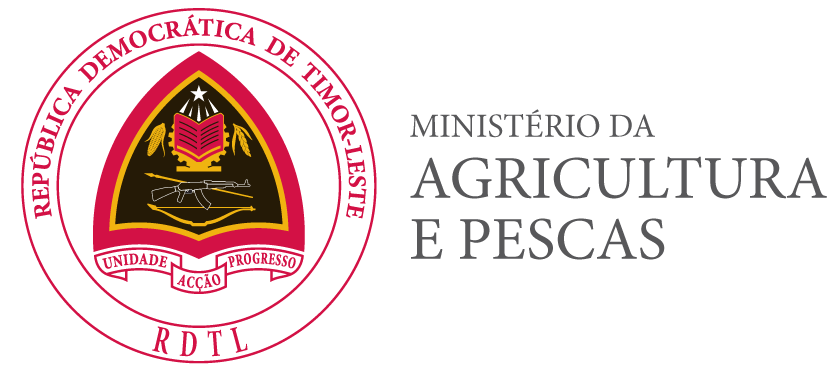 REPÚBLICA DEMOCRÁTICA DE TIMOR-LESTE
UNIDADE ACÇÃO PROGRESSO
RDTL
MINISTÉRIO DA
AGRICULTURA
E PESCAS